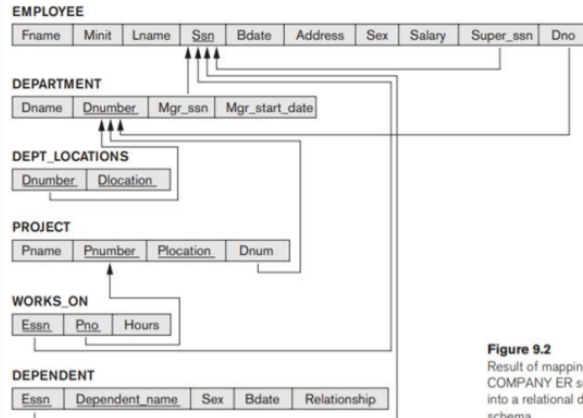 EMPLOYEE
Fname Minit Lname Ssn Bdate Address Sex Salary Super_ssn Dno
DEPARTMENT
Dname Dnumber Mgr_ssn Mgr_start_date
DEPT_LOCATIONS
Dnumber Dlocation
PROJECT
Pname Pnumber Plocation Dnum
WORKS_ON
Essn Pno Hours
DEPENDENT
Essn Dependent_name Sex Bdate Relationship
Figure 9.2
Result of mappin
COMPANY ER s
into a relational
schema